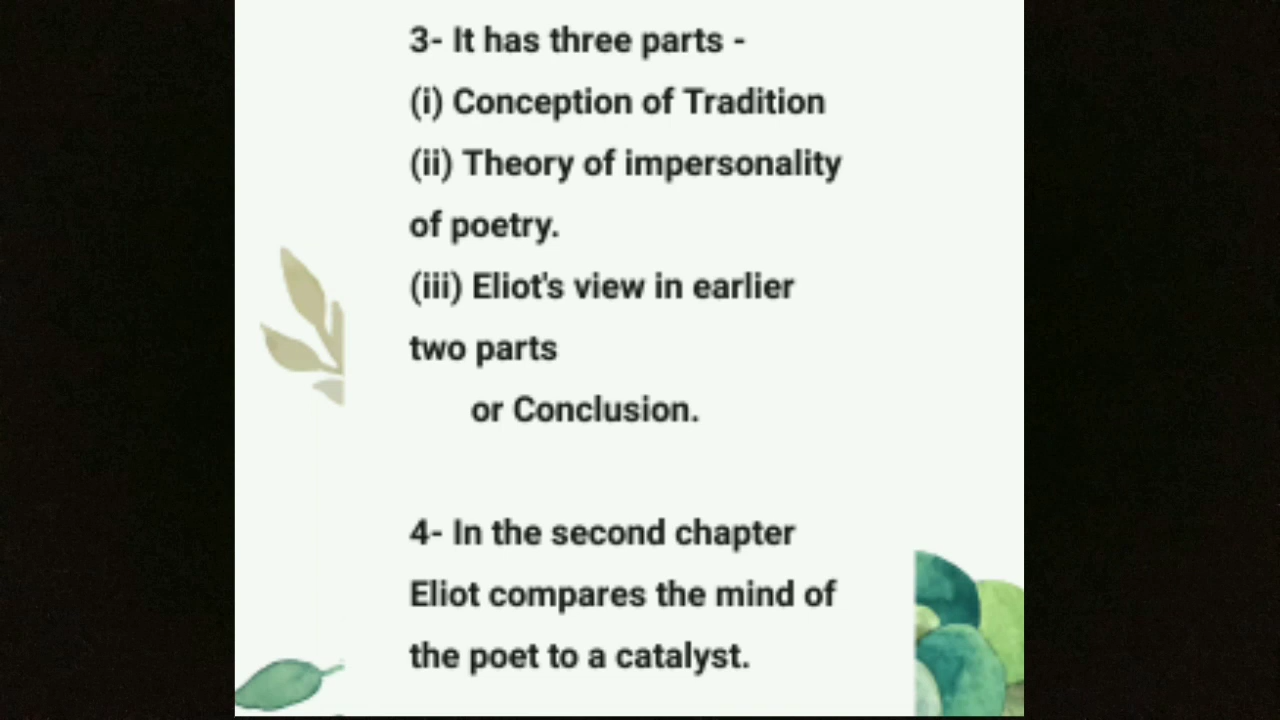 3- It has three parts -
(i) Conception of Tradition
(ii) Theory of impersonality
of poetry.
(iii) Eliot's view in earlier
two parts
or Conclusion.
4- In the second chapter
Eliot compares the mind of
the poet to a catalyst.